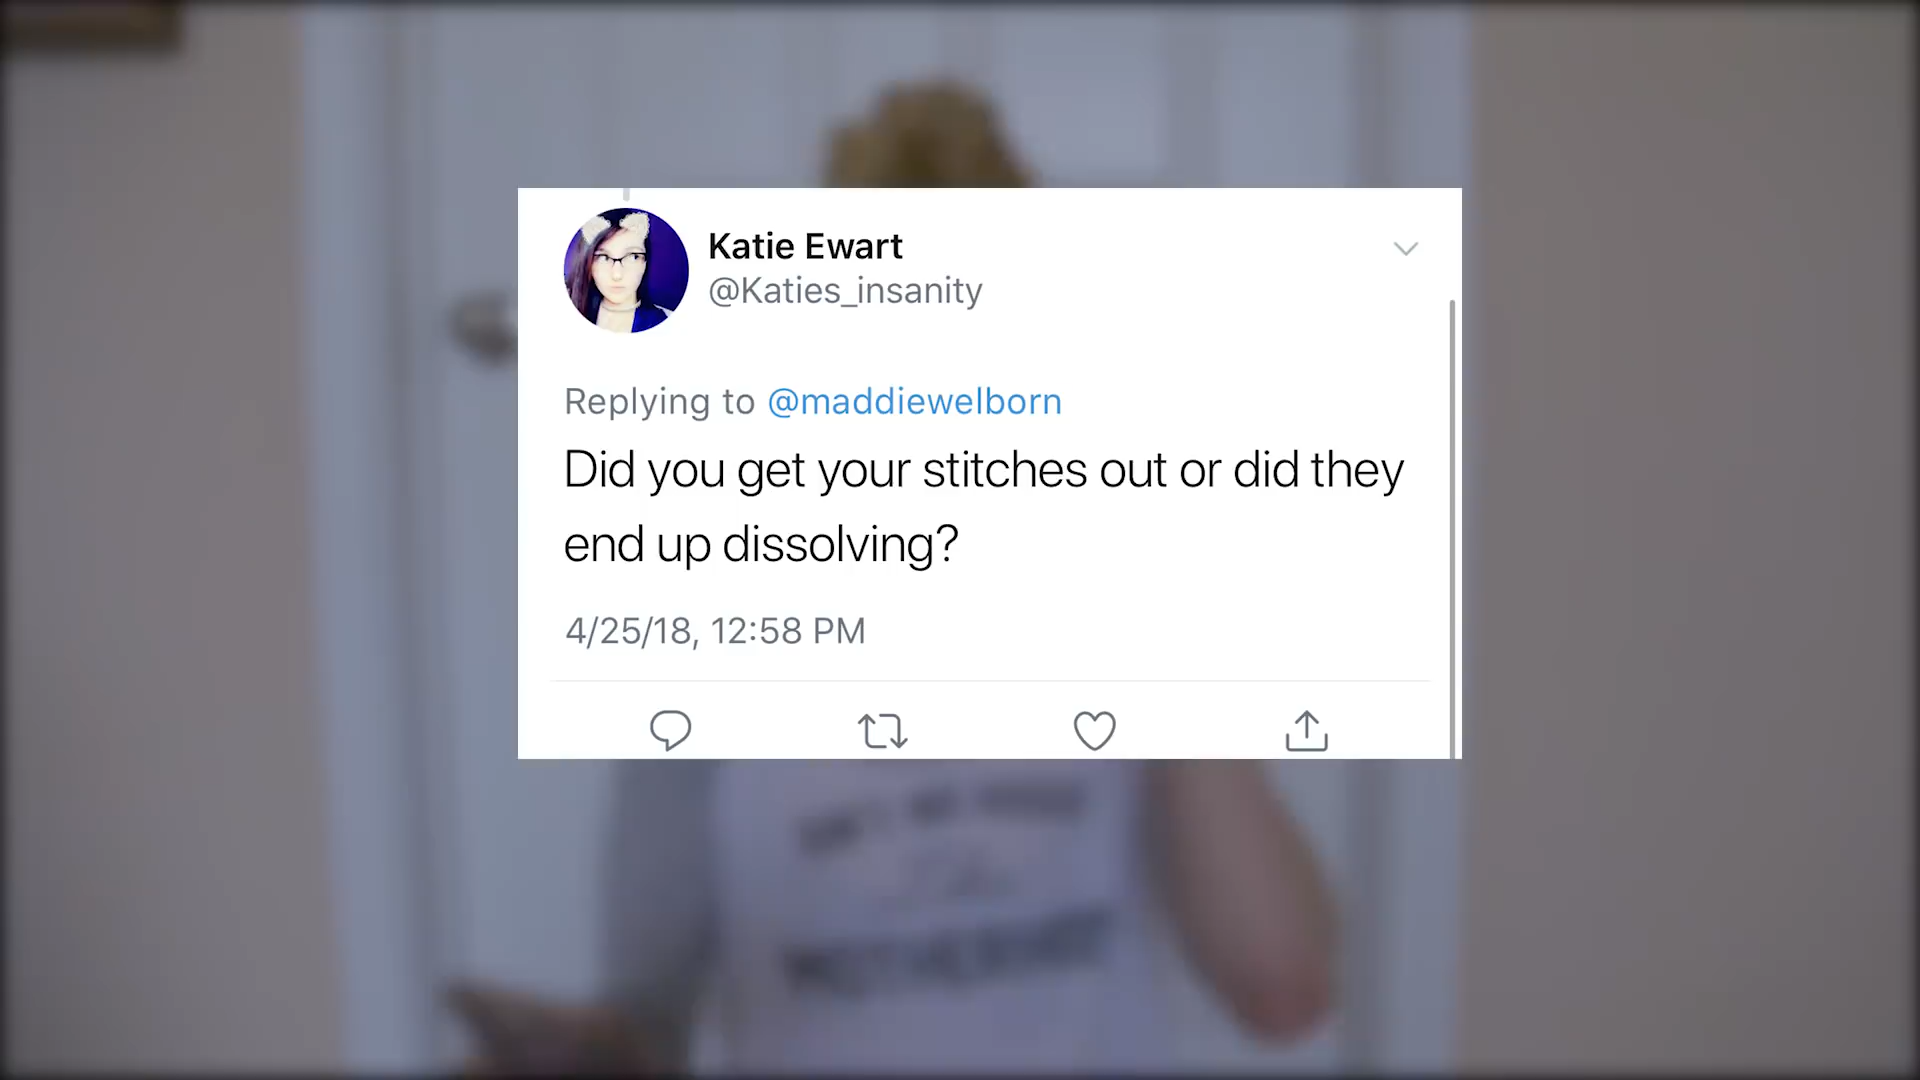 Katie Ewart
@Katies_insanity
Replying to @maddiewelborn
Did you get your stitches out or did they
end up dissolving?
4/25/18, 12:58 PM